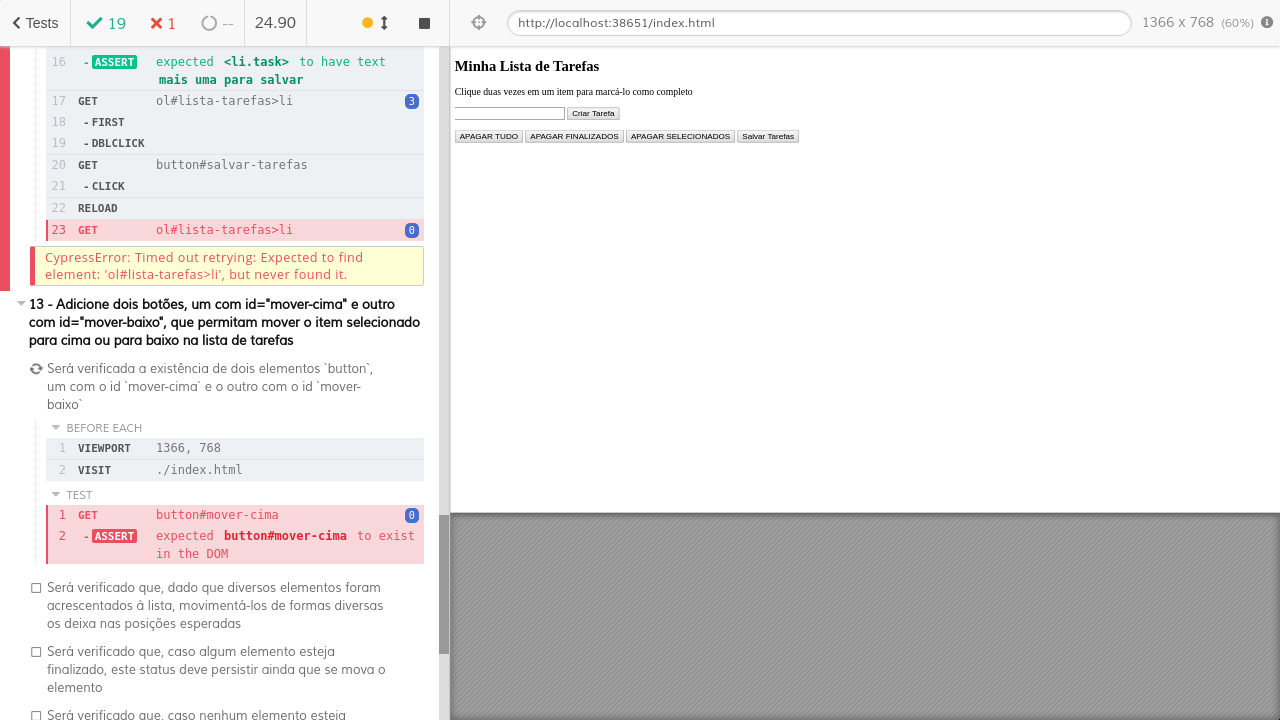 Tests
19
1
--
24.90
http://localhost:38651/index.html
1366 x 768 (60%)
16 - ASSERT expected <li.task> to have text
mais uma para salvar
17 GET ol#lista-tarefas>li 3
18 - FIRST
19 - DBLCLICK
20 GET button#salvar-tarefas
21 - CLICK
22 RELOAD
23 GET ol#lista-tarefas>li 0
CypressError: Timed out retrying: Expected to find
element: 'ol#lista-tarefas>li', but never found it.
13 - Adicione dois botões, um com id="mover-cima" e outro
com id="mover-baixo", que permitam mover o item selecionado
para cima ou para baixo na lista de tarefas
Será verificada a existência de dois elementos `button`,
um com o id `mover-cima` e o outro com o id `mover-
baixo`
BEFORE EACH
1 VIEWPORT 1366, 768
2 VISIT ./index.html
TEST
1 GET button#mover-cima 0
2 - ASSERT expected button#mover-cima to exist
in the DOM
Será verificado que, dado que diversos elementos foram
acrescentados à lista, movimentá-los de formas diversas
os deixa nas posições esperadas
Será verificado que, caso algum elemento esteja
finalizado, este status deve persistir ainda que se mova o
elemento
Será verificado que, caso nenhum elemento esteja
Minha Lista de Tarefas
Clique duas vezes em um item para marcá-lo como completo
Criar Tarefa
APAGAR TUDO APAGAR FINALIZADOS APAGAR SELECIONADOS Salvar Tarefas